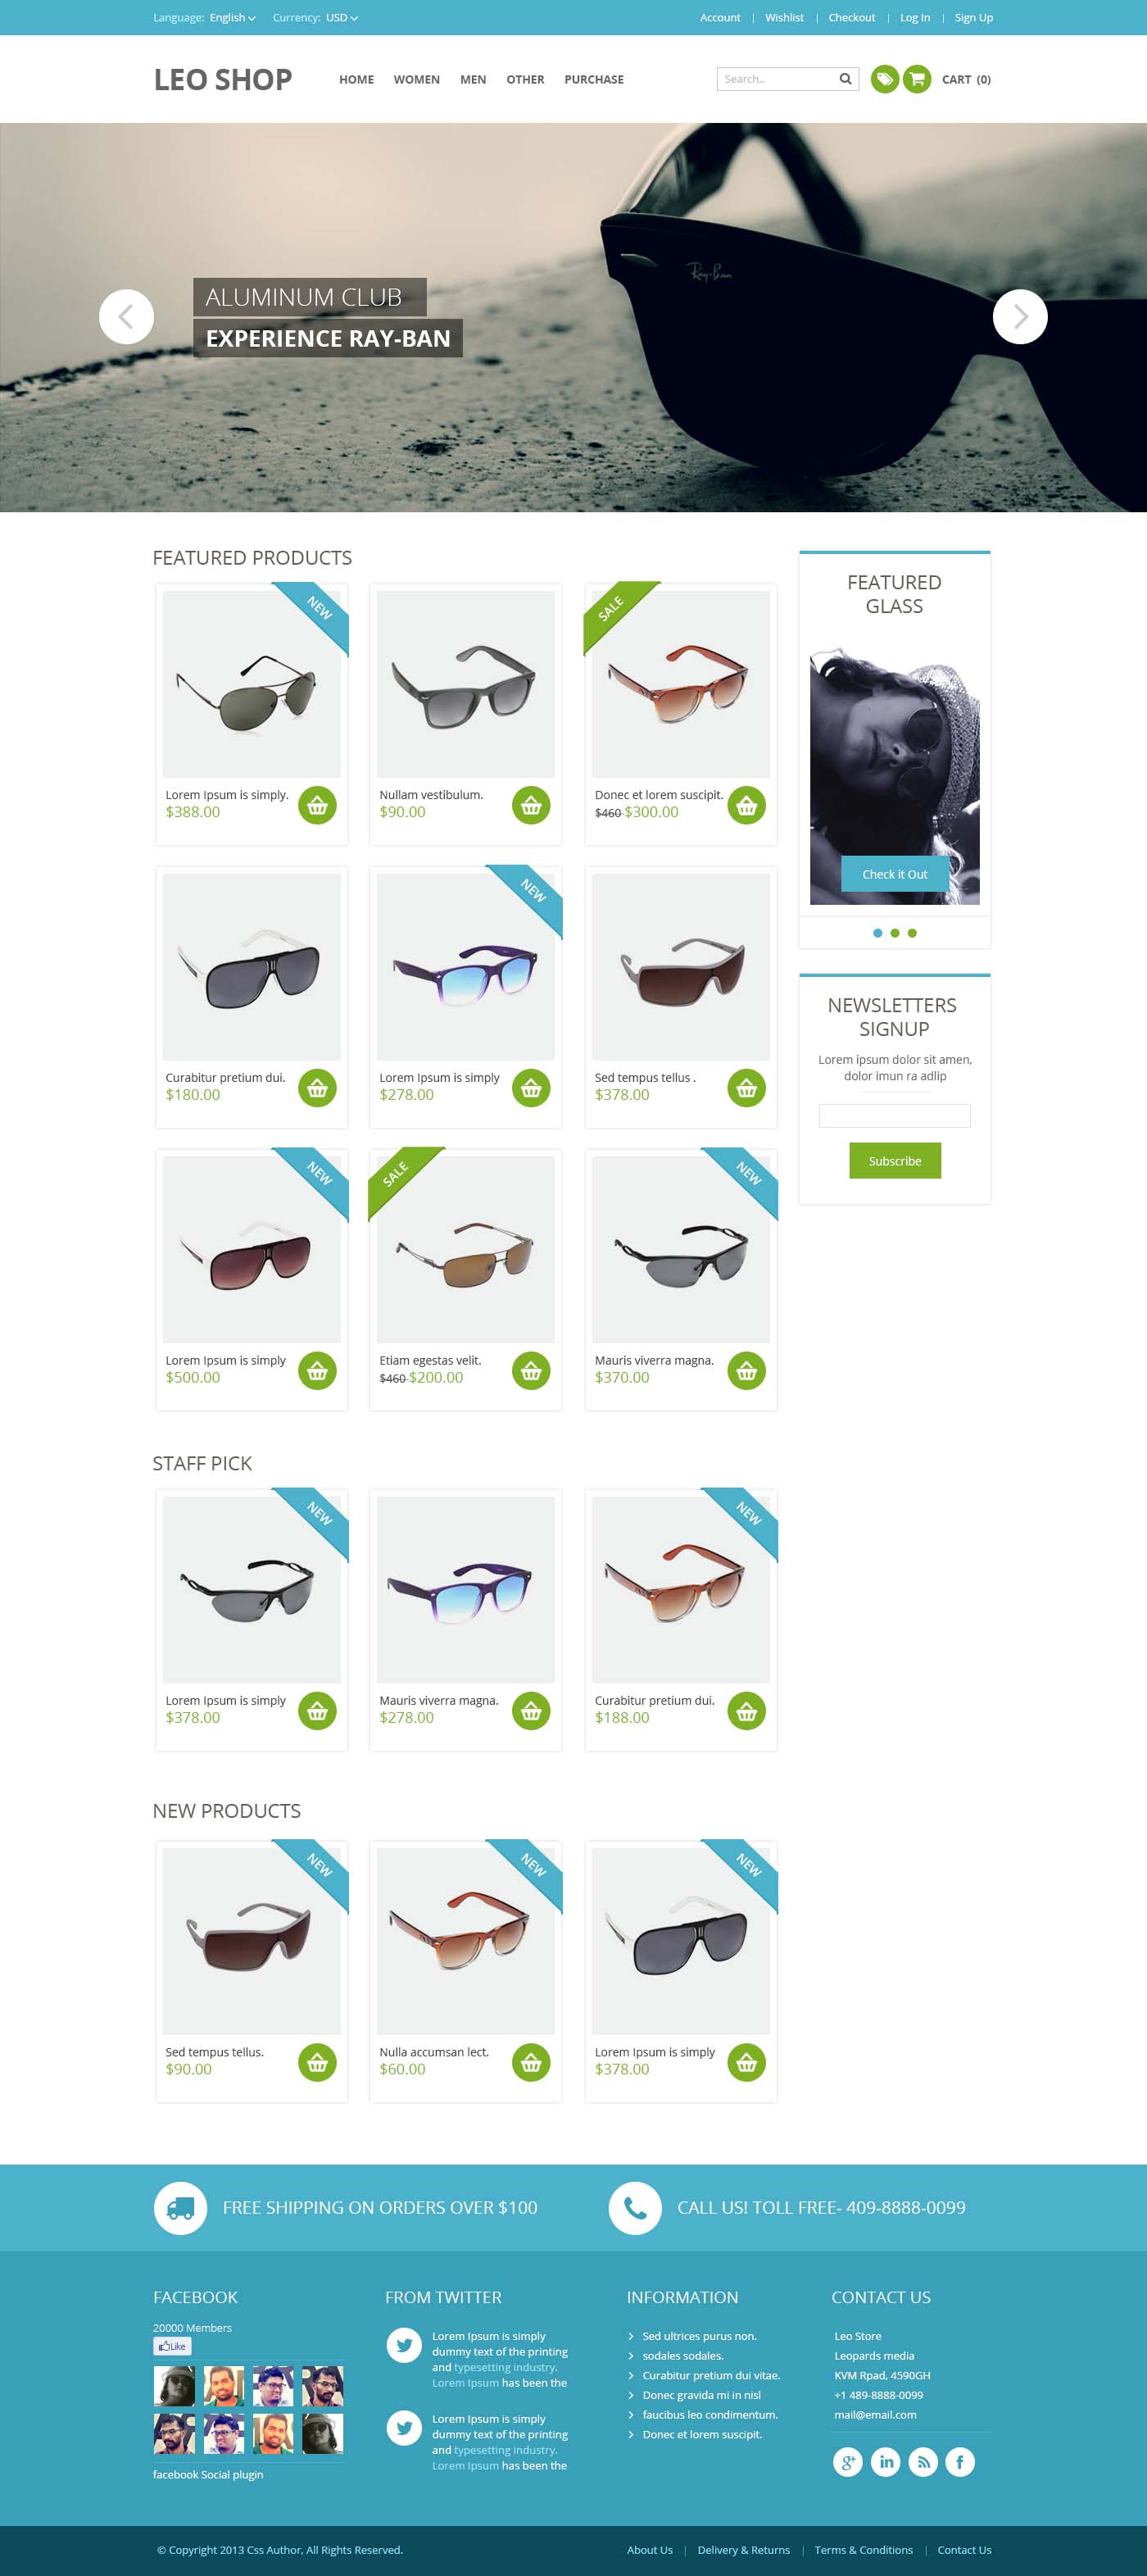 Language: English Currency: USD Account | Wishlist | Checkout | Log In | Sign Up
LEO SHOP HOME WOMEN MEN OTHER PURCHASE Search.. CART (0)
Ray-Ban
ALUMINUM CLUB
EXPERIENCE RAY-BAN
FEATURED PRODUCTS
NEW
Lorem Ipsum is simply.
$388.00
Nullam vestibulum.
$90.00
SALE
Donec et lorem suscipit.
$460 $300.00
Curabitur pretium dui.
$180.00
NEW
Lorem Ipsum is simply
$278.00
Sed tempus tellus .
$378.00
NEW
Lorem Ipsum is simply
$500.00
SALE
Etiam egestas velit.
$460 $200.00
NEW
Mauris viverra magna.
$370.00
FEATURED
GLASS
Check it Out
NEWSLETTERS
SIGNUP
Lorem ipsum dolor sit amen,
dolor imun ra adlip
Subscribe
STAFF PICK
NEW
Lorem Ipsum is simply
$378.00
Mauris viverra magna.
$278.00
NEW
Curabitur pretium dui.
$188.00
NEW PRODUCTS
NEW
Sed tempus tellus.
$90.00
NEW
Nulla accumsan lect.
$60.00
NEW
Lorem Ipsum is simply
$378.00
FREE SHIPPING ON ORDERS OVER $100
CALL US! TOLL FREE- 409-8888-0099
FACEBOOK
20000 Members
Like
facebook Social plugin
FROM TWITTER
Lorem Ipsum is simply
dummy text of the printing
and typesetting industry.
Lorem Ipsum has been the
Lorem Ipsum is simply
dummy text of the printing
and typesetting industry.
Lorem Ipsum has been the
INFORMATION
Sed ultrices purus non.
sodales sodales.
Curabitur pretium dui vitae.
Donec gravida mi in nisl
faucibus leo condimentum.
Donec et lorem suscipit.
CONTACT US
Leo Store
Leopards media
KVM Rpad, 4590GH
+1 489-8888-0099
mail@email.com
© Copyright 2013 Css Author, All Rights Reserved. About Us | Delivery & Returns | Terms & Conditions | Contact Us